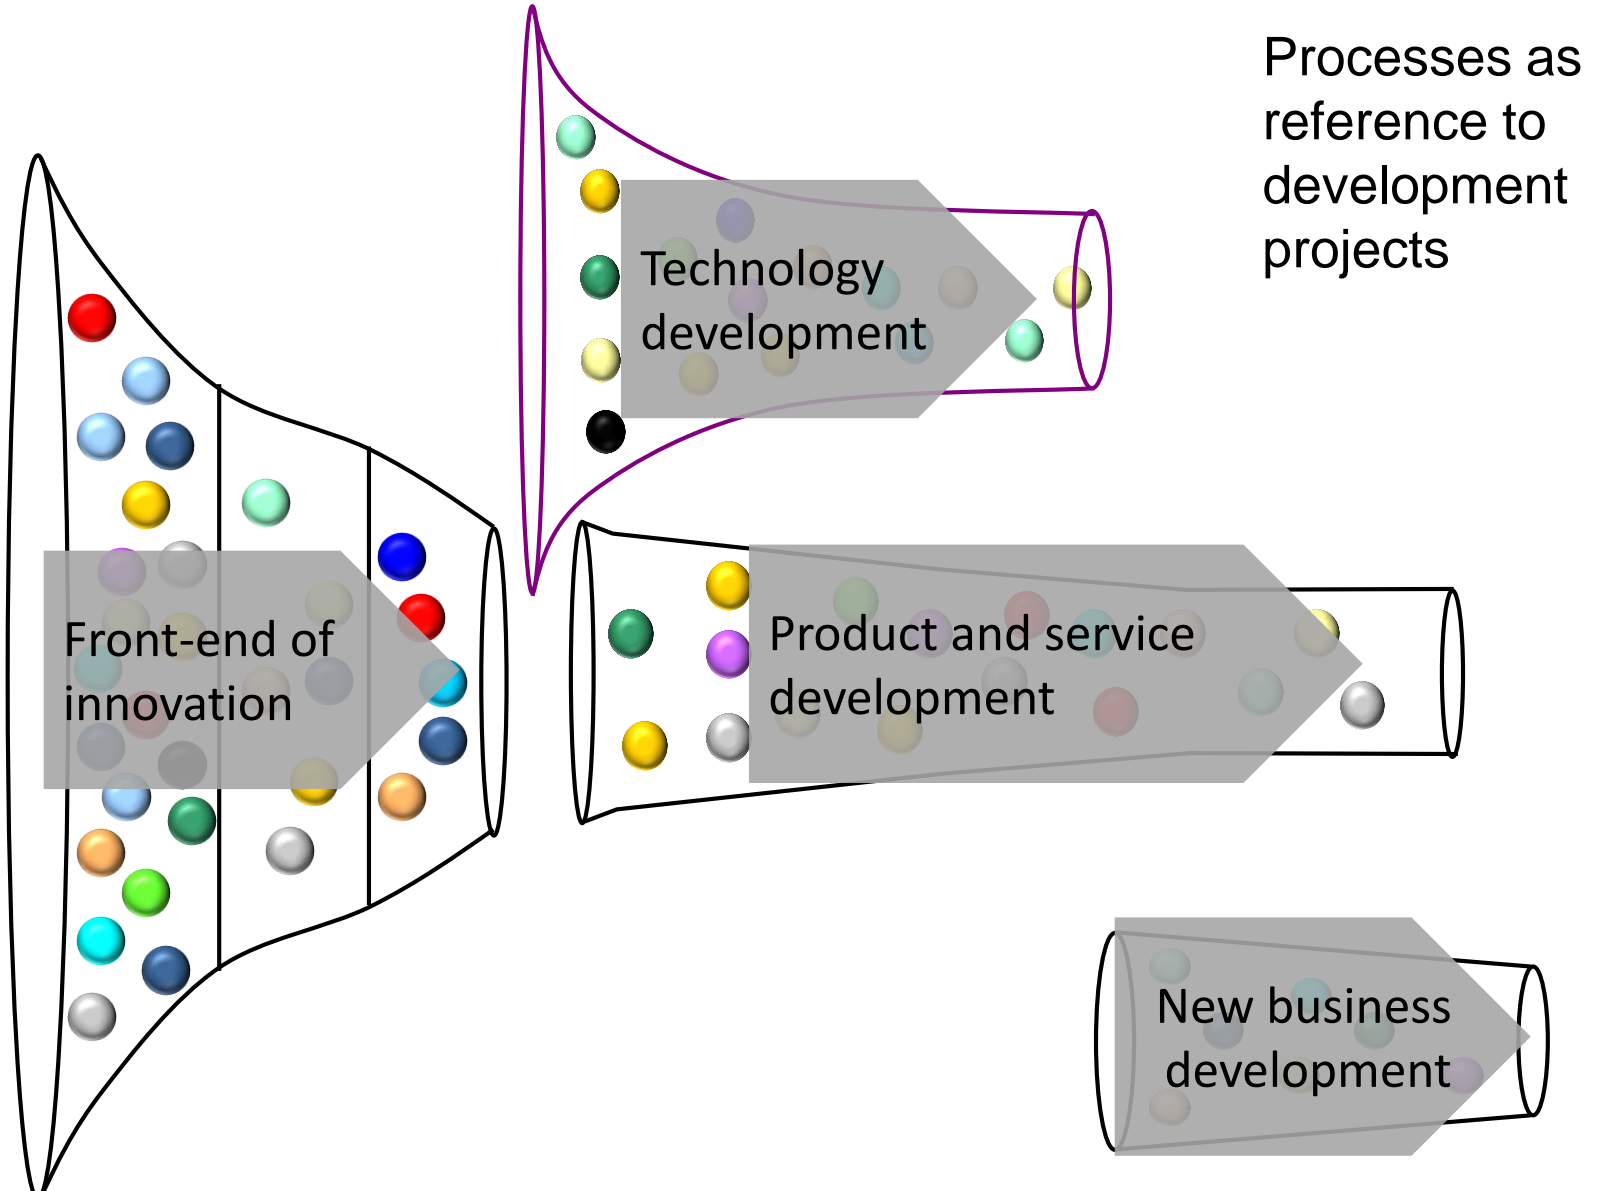 Processes as
reference to
development
projects
Technology
development
Front-end of
innovation
Product and service
development
New business
development